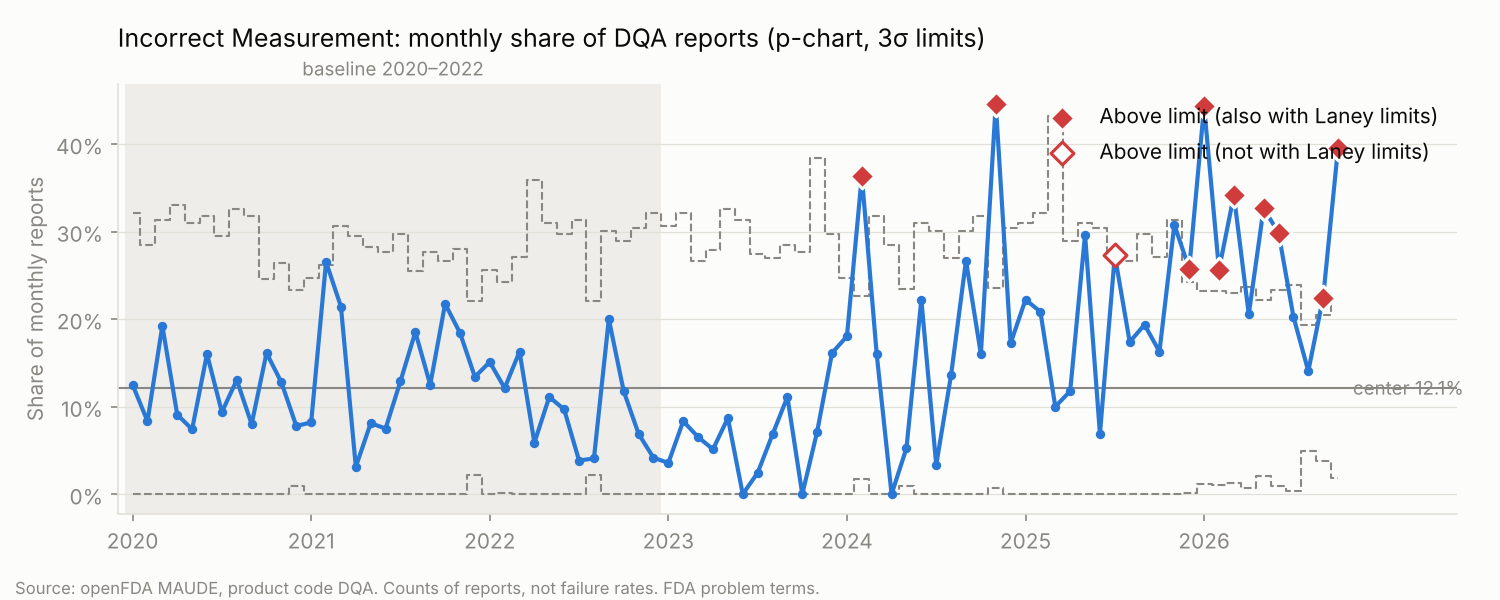 Incorrect Measurement: monthly share of DQA reports (p-chart, 3σ limits)
baseline 2020–2022
Above limit (also with Laney limits)
Above limit (not with Laney limits)
Share of monthly reports
40%
30%
20%
10%
0%
center 12.1%
2020 2021 2022 2023 2024 2025 2026
Source: openFDA MAUDE, product code DQA. Counts of reports, not failure rates. FDA problem terms.